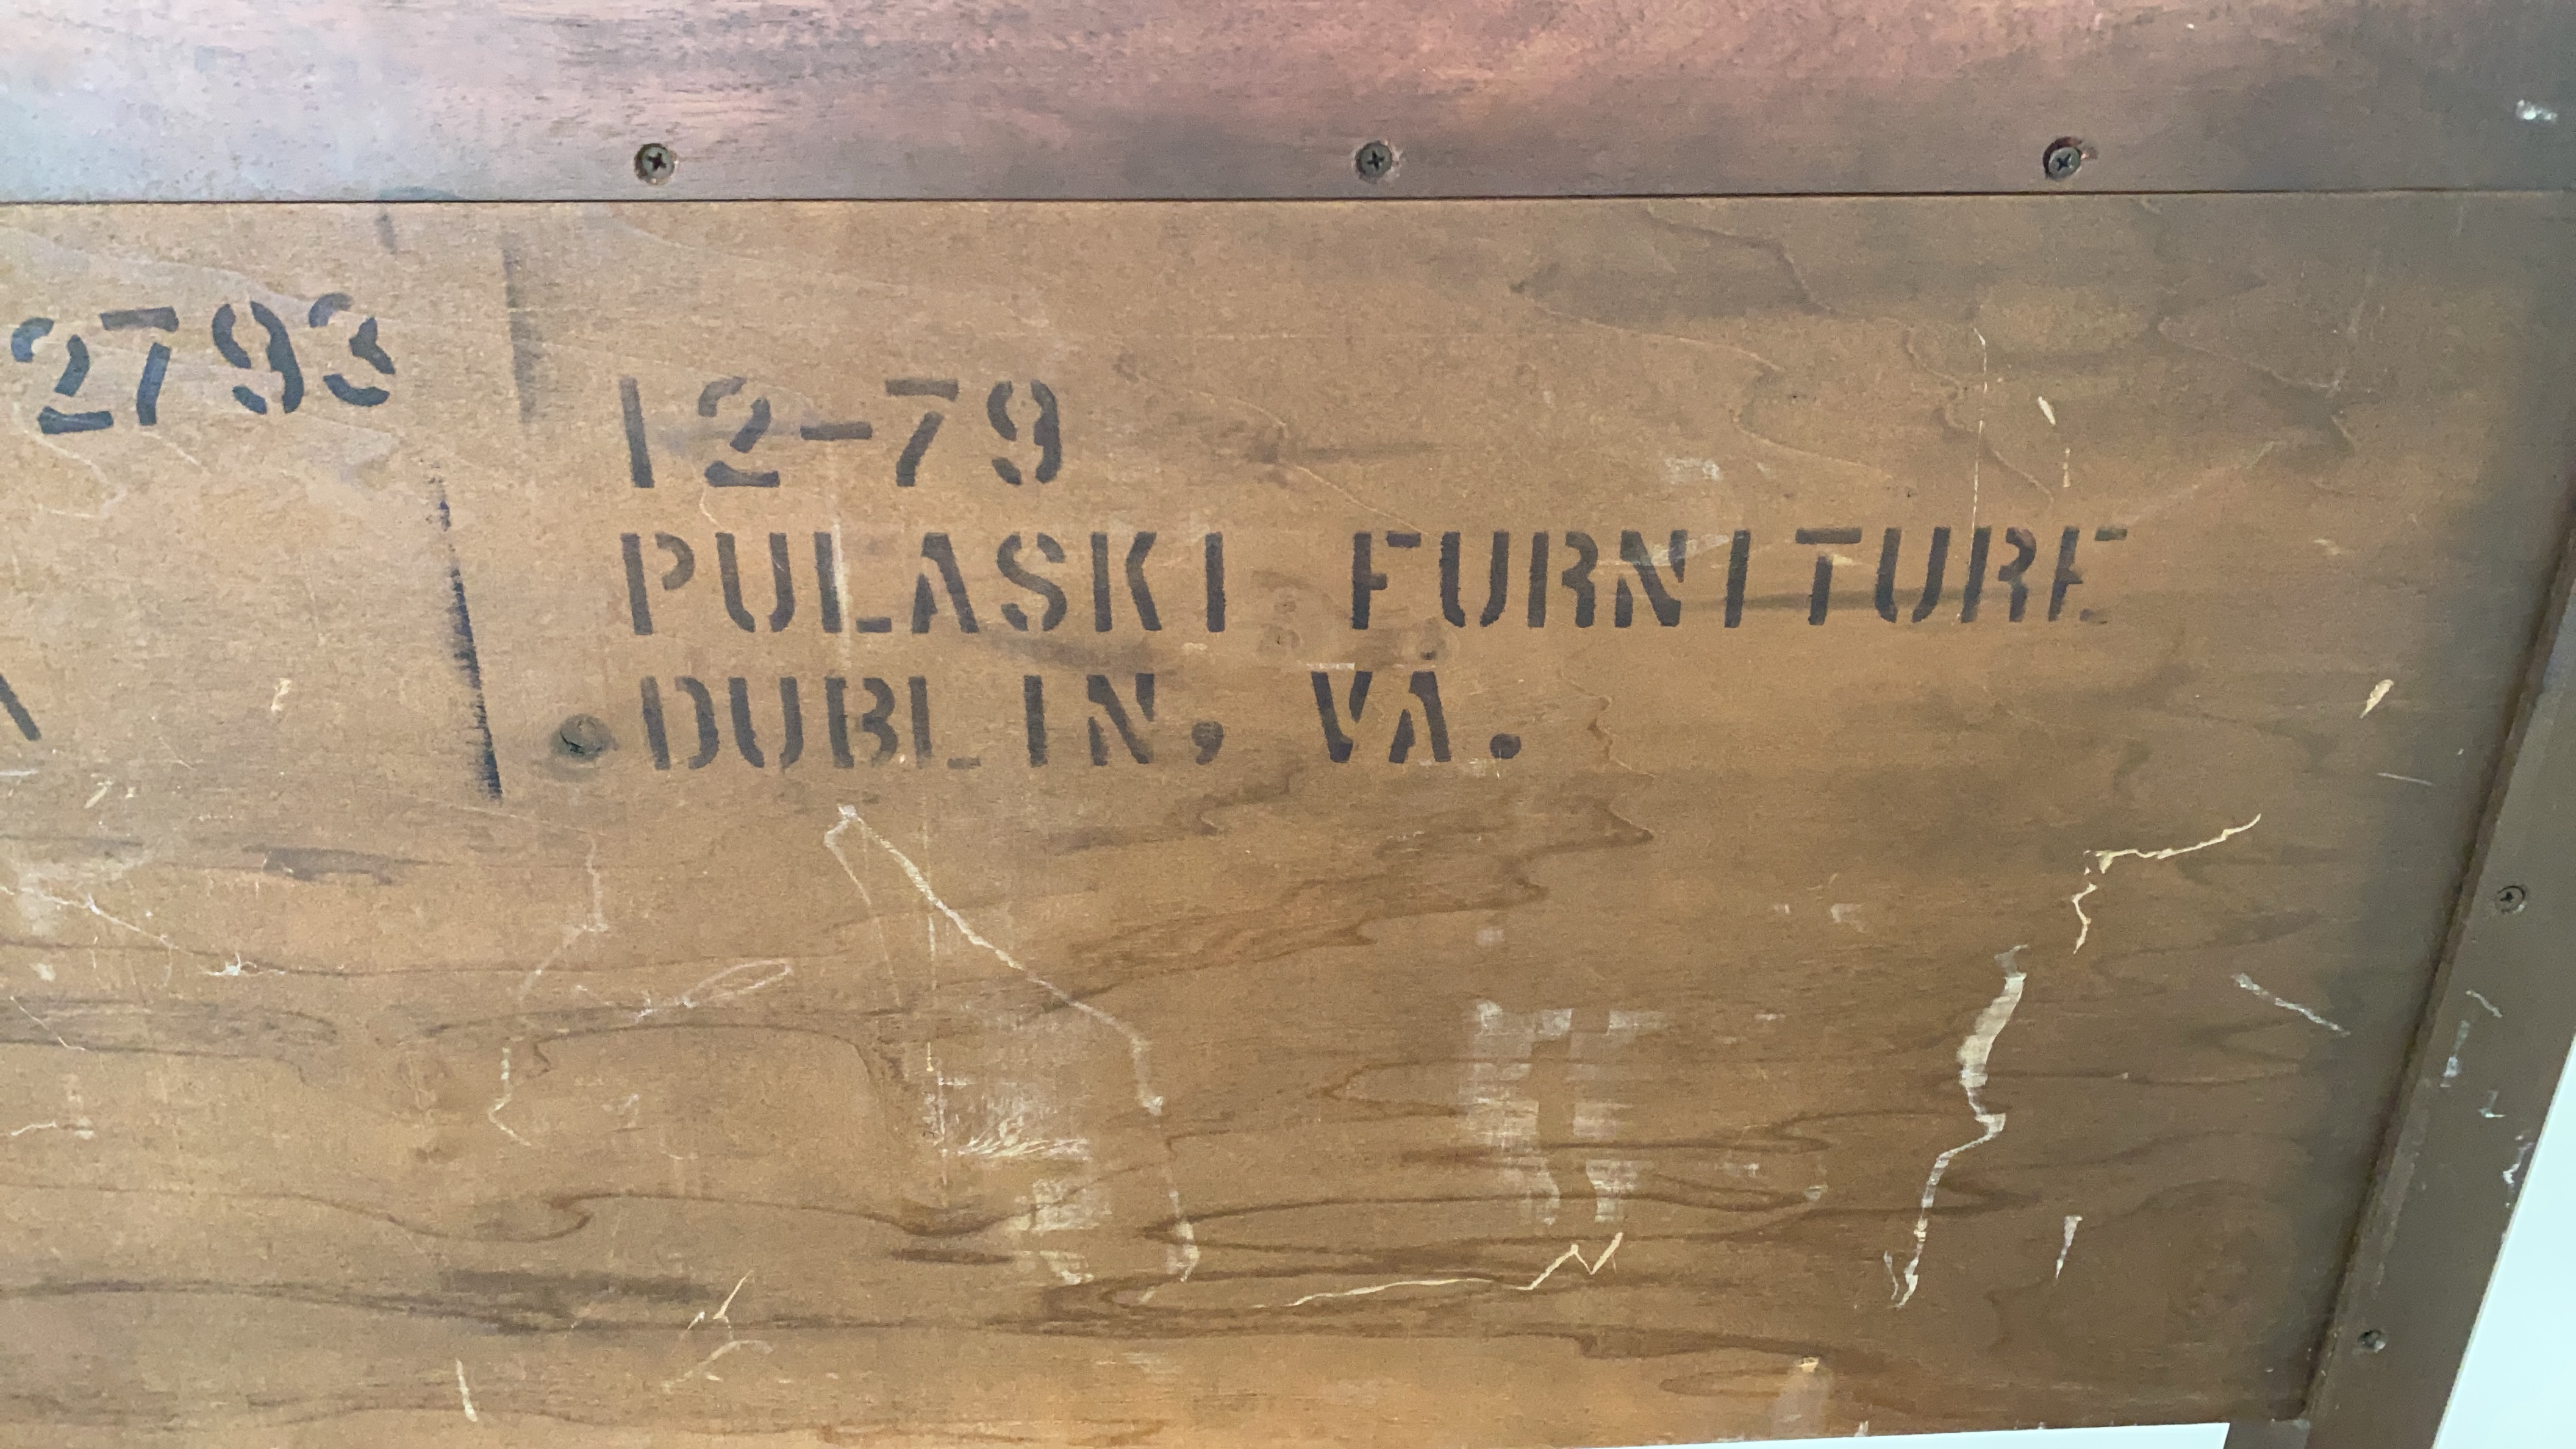 2793
12-79
PULASKI FURNITURE
DUBLIN, VA.